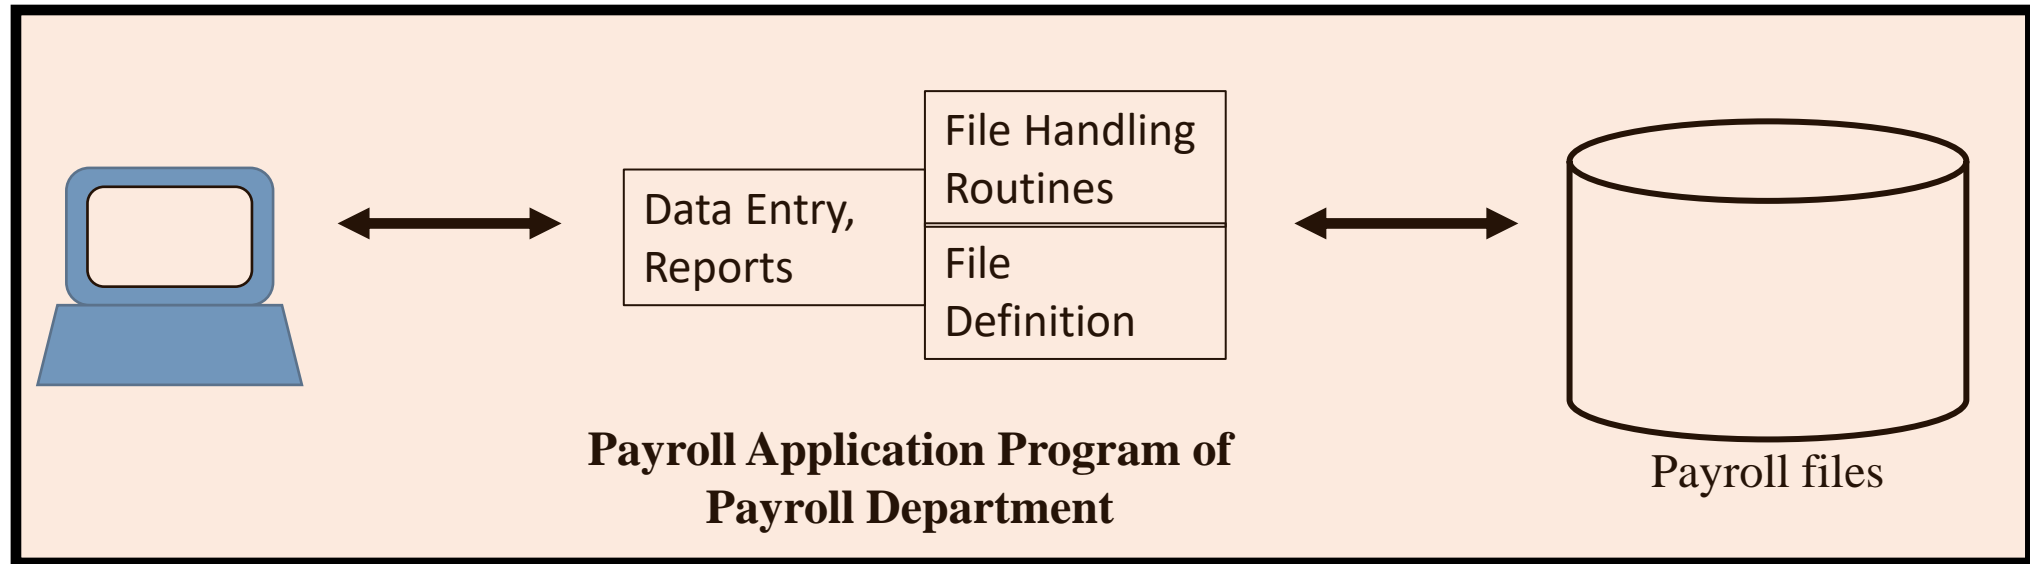 Data Entry,
Reports
File Handling
Routines
File
Definition
Payroll Application Program of
Payroll Department
Payroll files